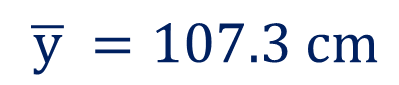 y̅ = 107.3 cm